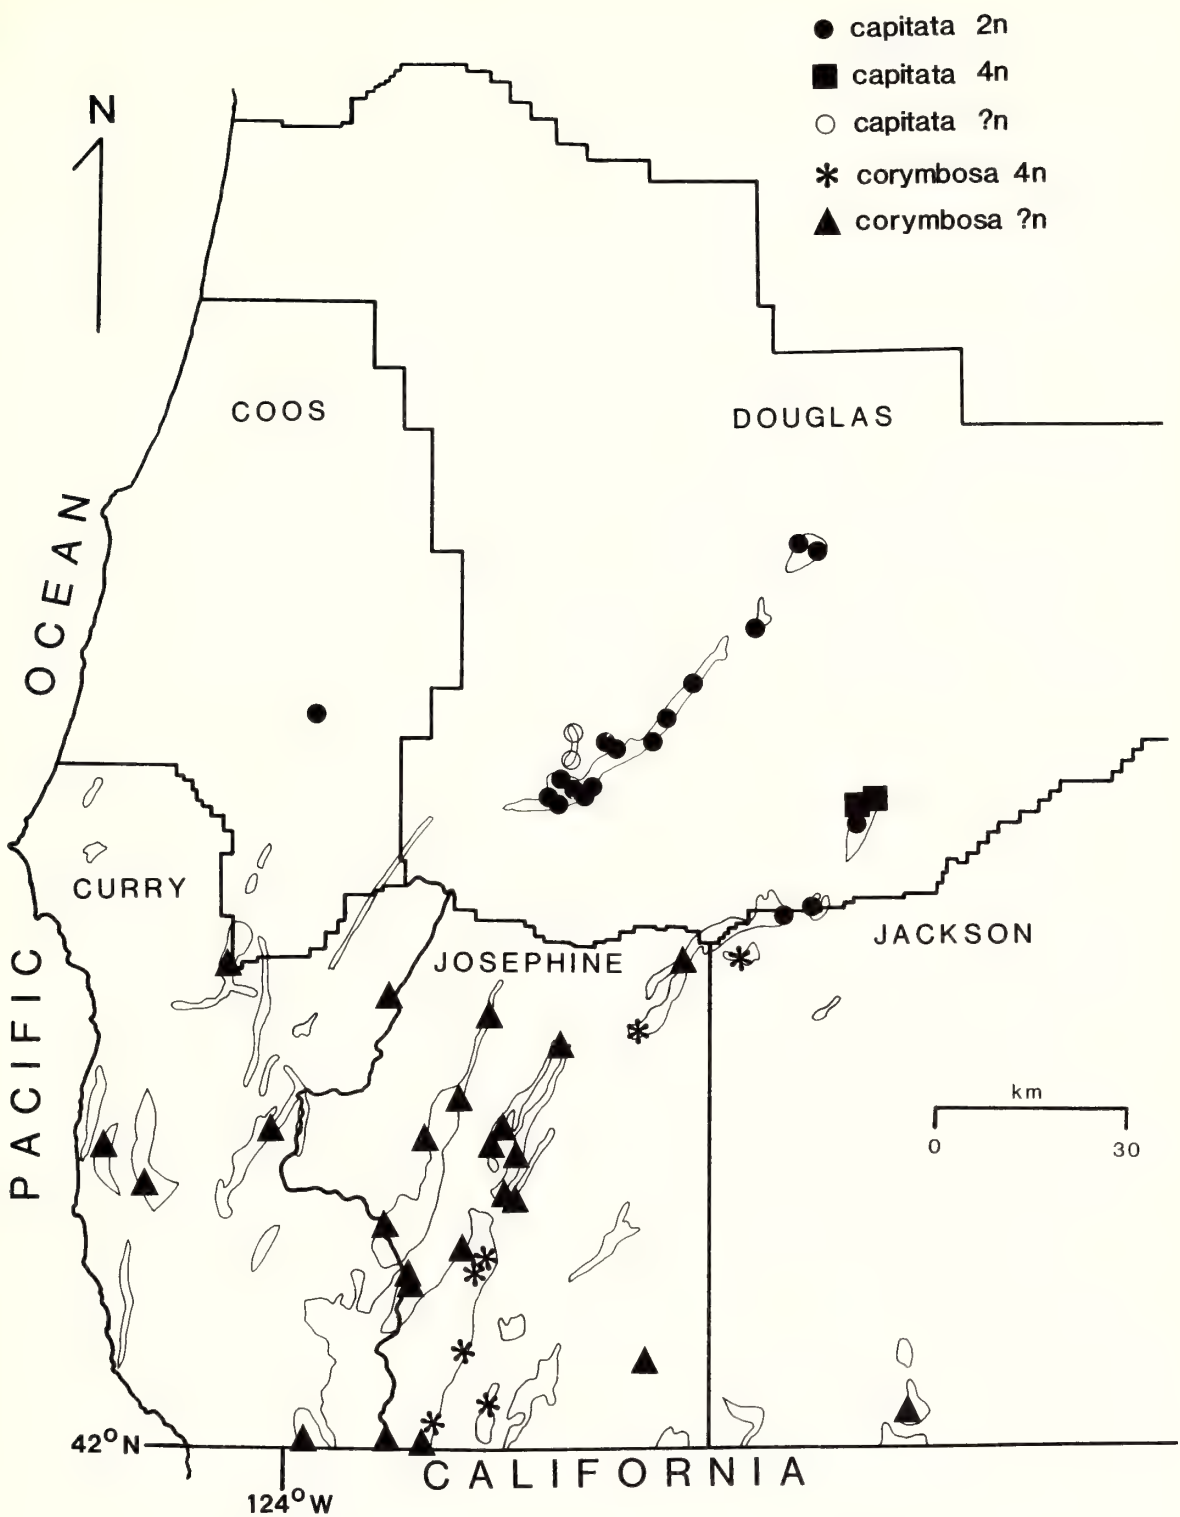 capitata 2n
capitata 4n
capitata ?n
corymbosa 4n
corymbosa ?n
N
COOS
DOUGLAS
PACIFIC OCEAN
CURRY
JOSEPHINE
JACKSON
km
0 30
42°N
CALIFORNIA
124°W